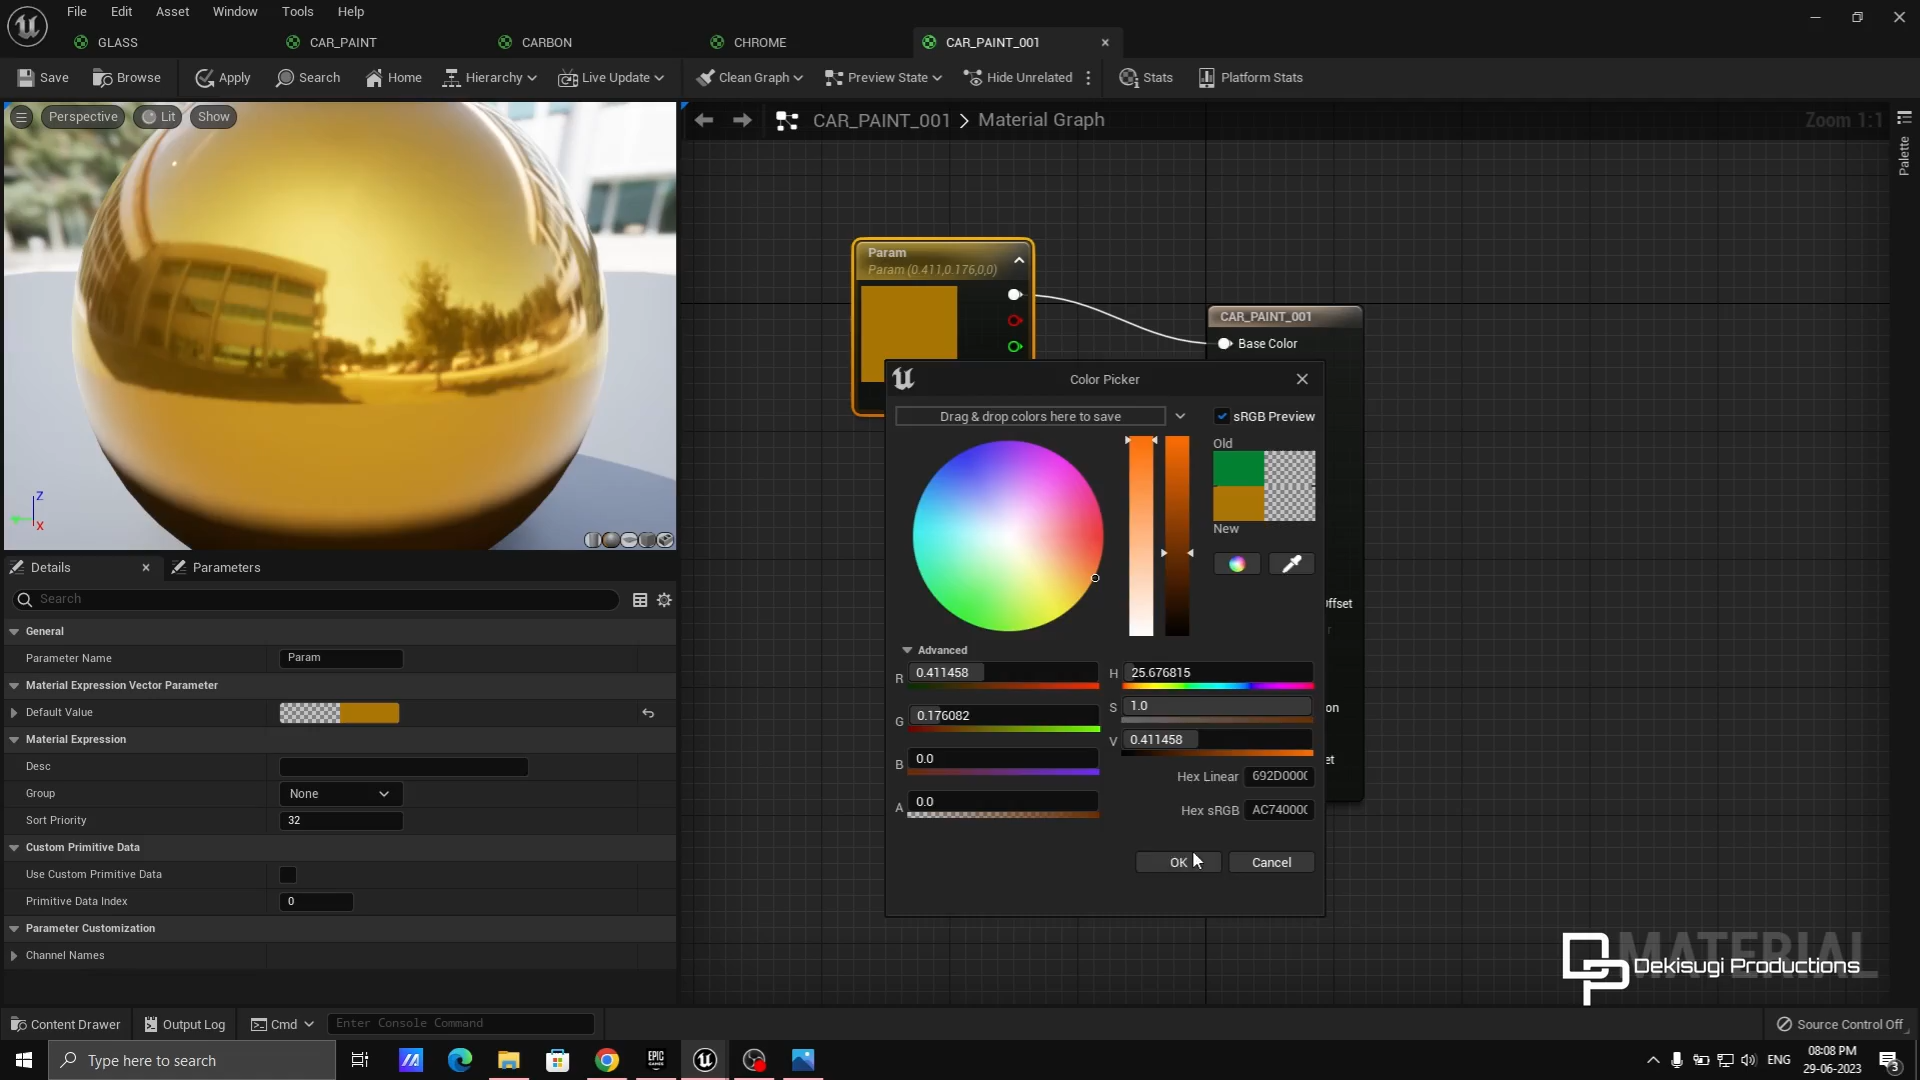 File Edit Asset Window Tools Help
GLASS CAR_PAINT CARBON CHROME CAR_PAINT_001
Save Browse Apply Search Home Hierarchy Live Update Clean Graph Preview State Hide Unrelated Stats Platform Stats
Perspective Lit Show
CAR_PAINT_001 > Material Graph
Zoom 1:1
Palette
Param
Param (0.411,0.176,0,0)
CAR_PAINT_001
Base Color
Color Picker
Drag & drop colors here to save
sRGB Preview
Old
New
Advanced
R 0.411458
G 0.176082
B 0.0
A 0.0
H 25.676815
S 1.0
V 0.411458
Hex Linear 692D0000
Hex sRGB AC740000
OK Cancel
ffset
r
on
et
Z
X
Details Parameters
Search
General
Parameter Name Param
Material Expression Vector Parameter
Default Value
Material Expression
Desc
Group None
Sort Priority 32
Custom Primitive Data
Use Custom Primitive Data
Primitive Data Index 0
Parameter Customization
Channel Names
MATERIAL
Dekisugi Productions
Content Drawer Output Log Cmd Enter Console Command Source Control Off
Type here to search
EPIC GAMES
ENG
08:08 PM
29-06-2023
3